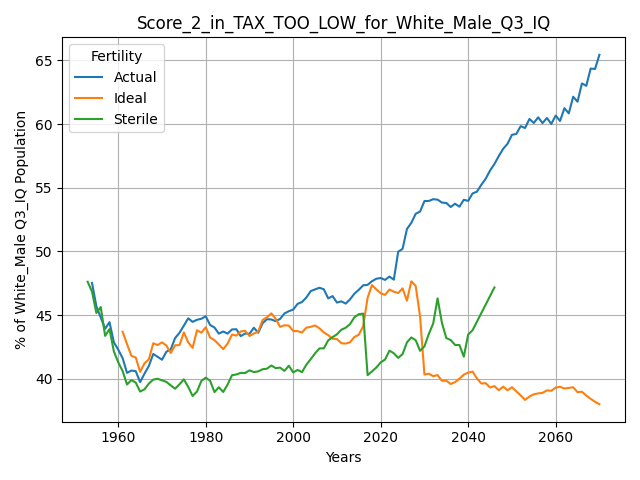 Score_2_in_TAX_TOO_LOW_for_White_Male_Q3_IQ
% of White_Male Q3_IQ Population
65
60
55
50
45
40
Fertility
Actual
Ideal
Sterile
1960
1980
2000
2020
2040
2060
Years